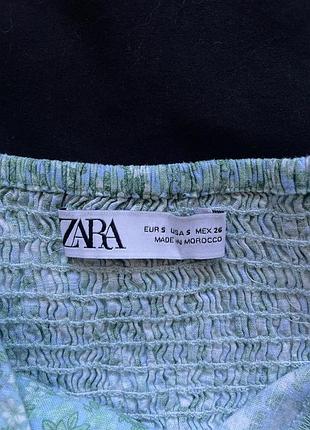 ZARA
EUR S USA S MEX 26
MADE IN MOROCCO